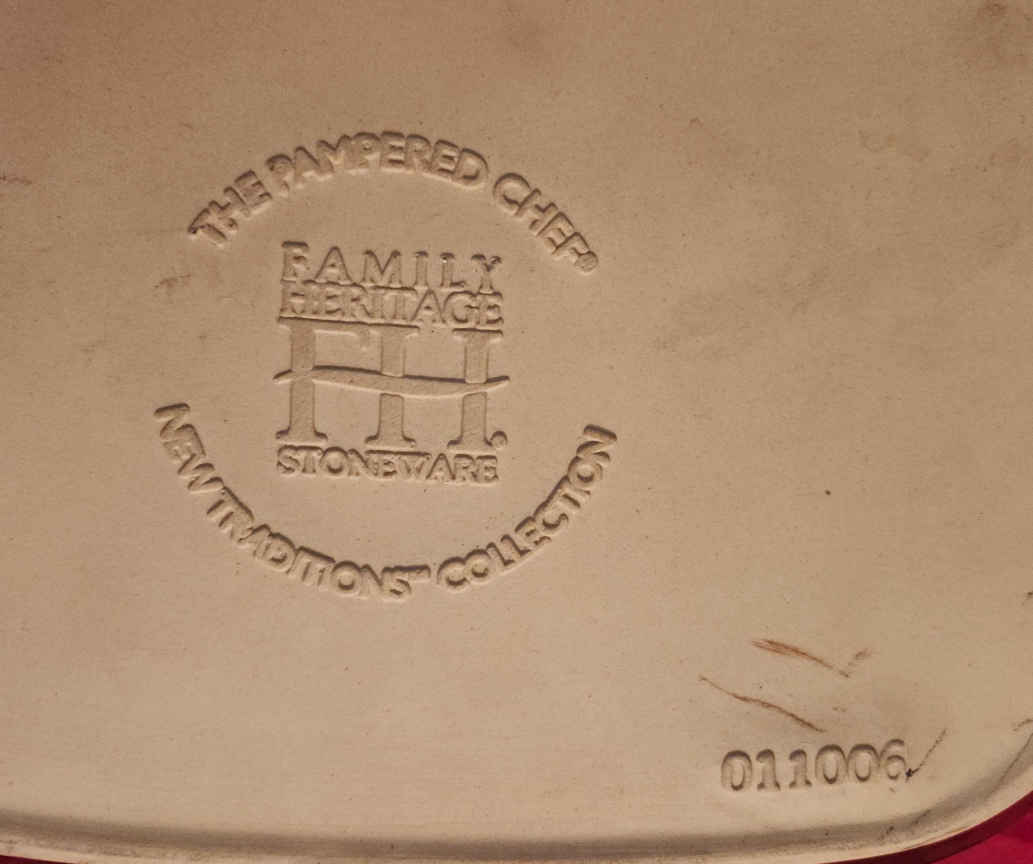 THE PAMPERED CHEF®
FAMILY
HERITAGE
FH
STONEWARE
NEW TRADITIONS™ COLLECTION
011006